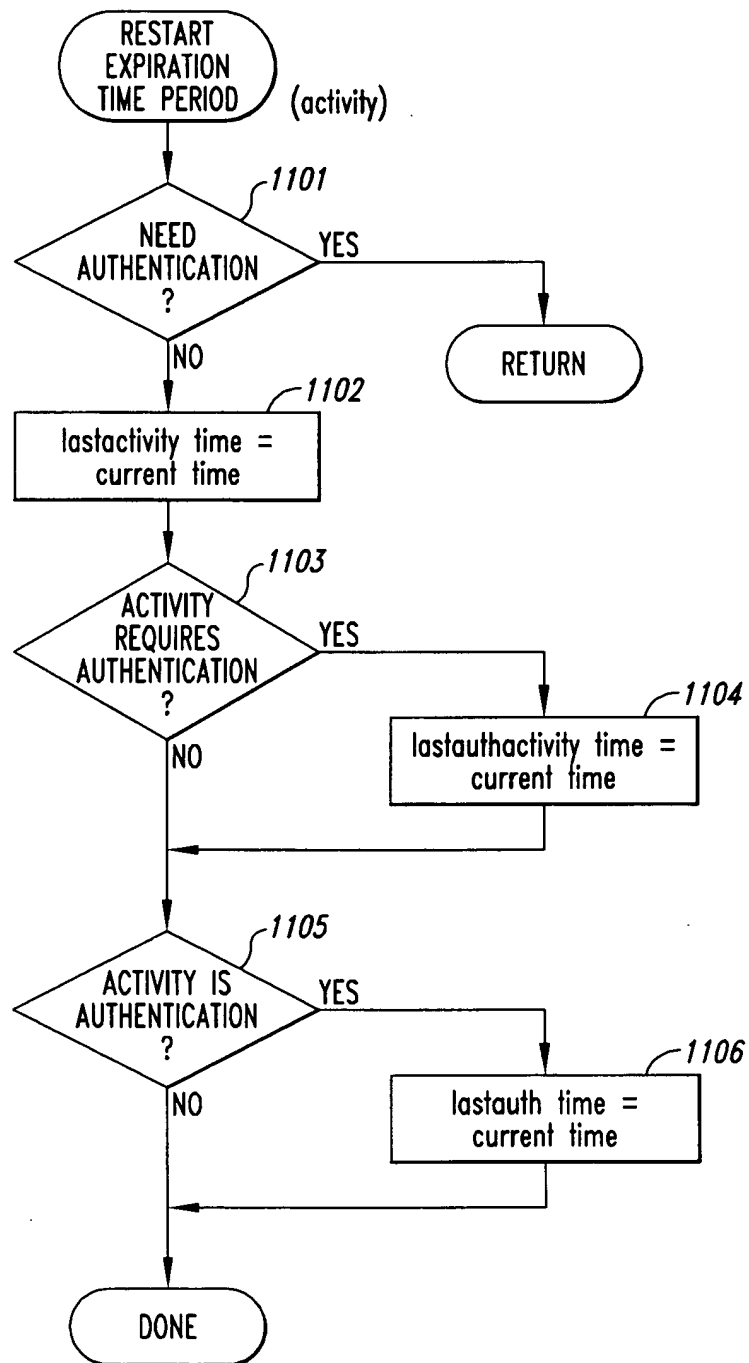 RESTART
EXPIRATION
TIME PERIOD
(activity)
1101
NEED
AUTHENTICATION
?
YES
NO
RETURN
1102
lastactivity time =
current time
1103
ACTIVITY
REQUIRES
AUTHENTICATION
?
YES
NO
1104
lastauthactivity time =
current time
1105
ACTIVITY IS
AUTHENTICATION
?
YES
NO
1106
lastauth time =
current time
DONE